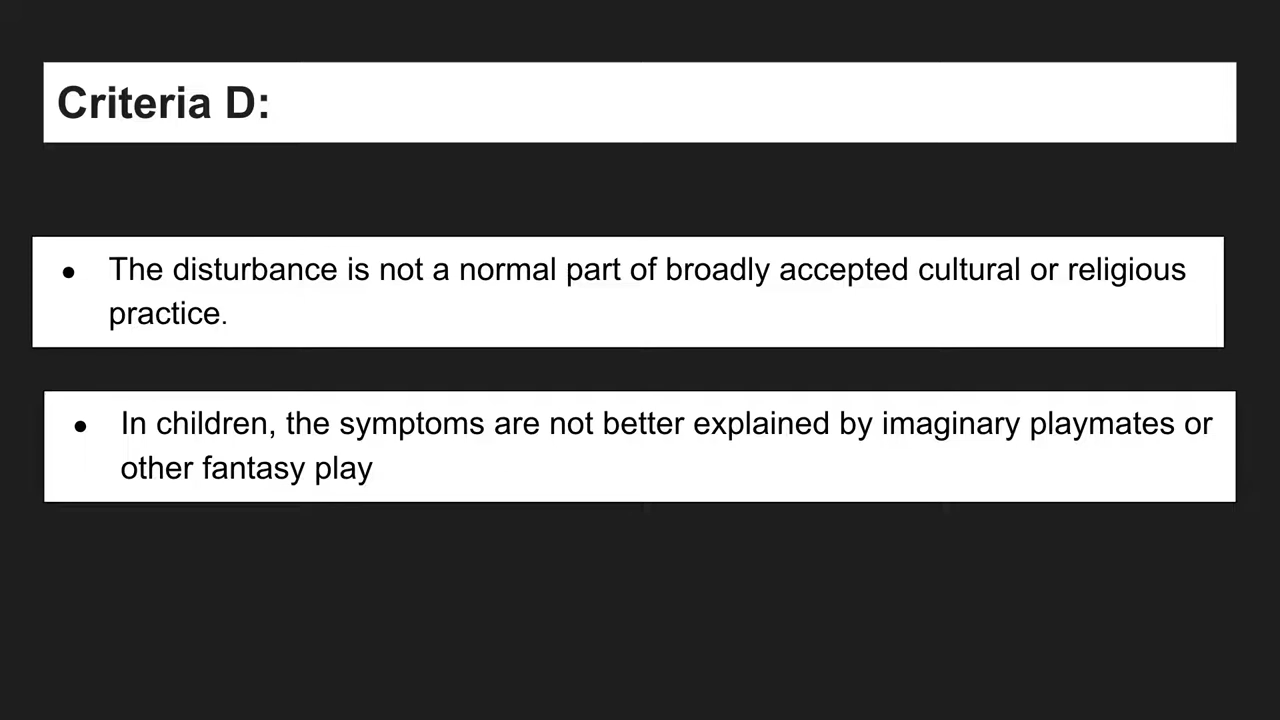 Criteria D:
● The disturbance is not a normal part of broadly accepted cultural or religious
practice.
● In children, the symptoms are not better explained by imaginary playmates or
other fantasy play